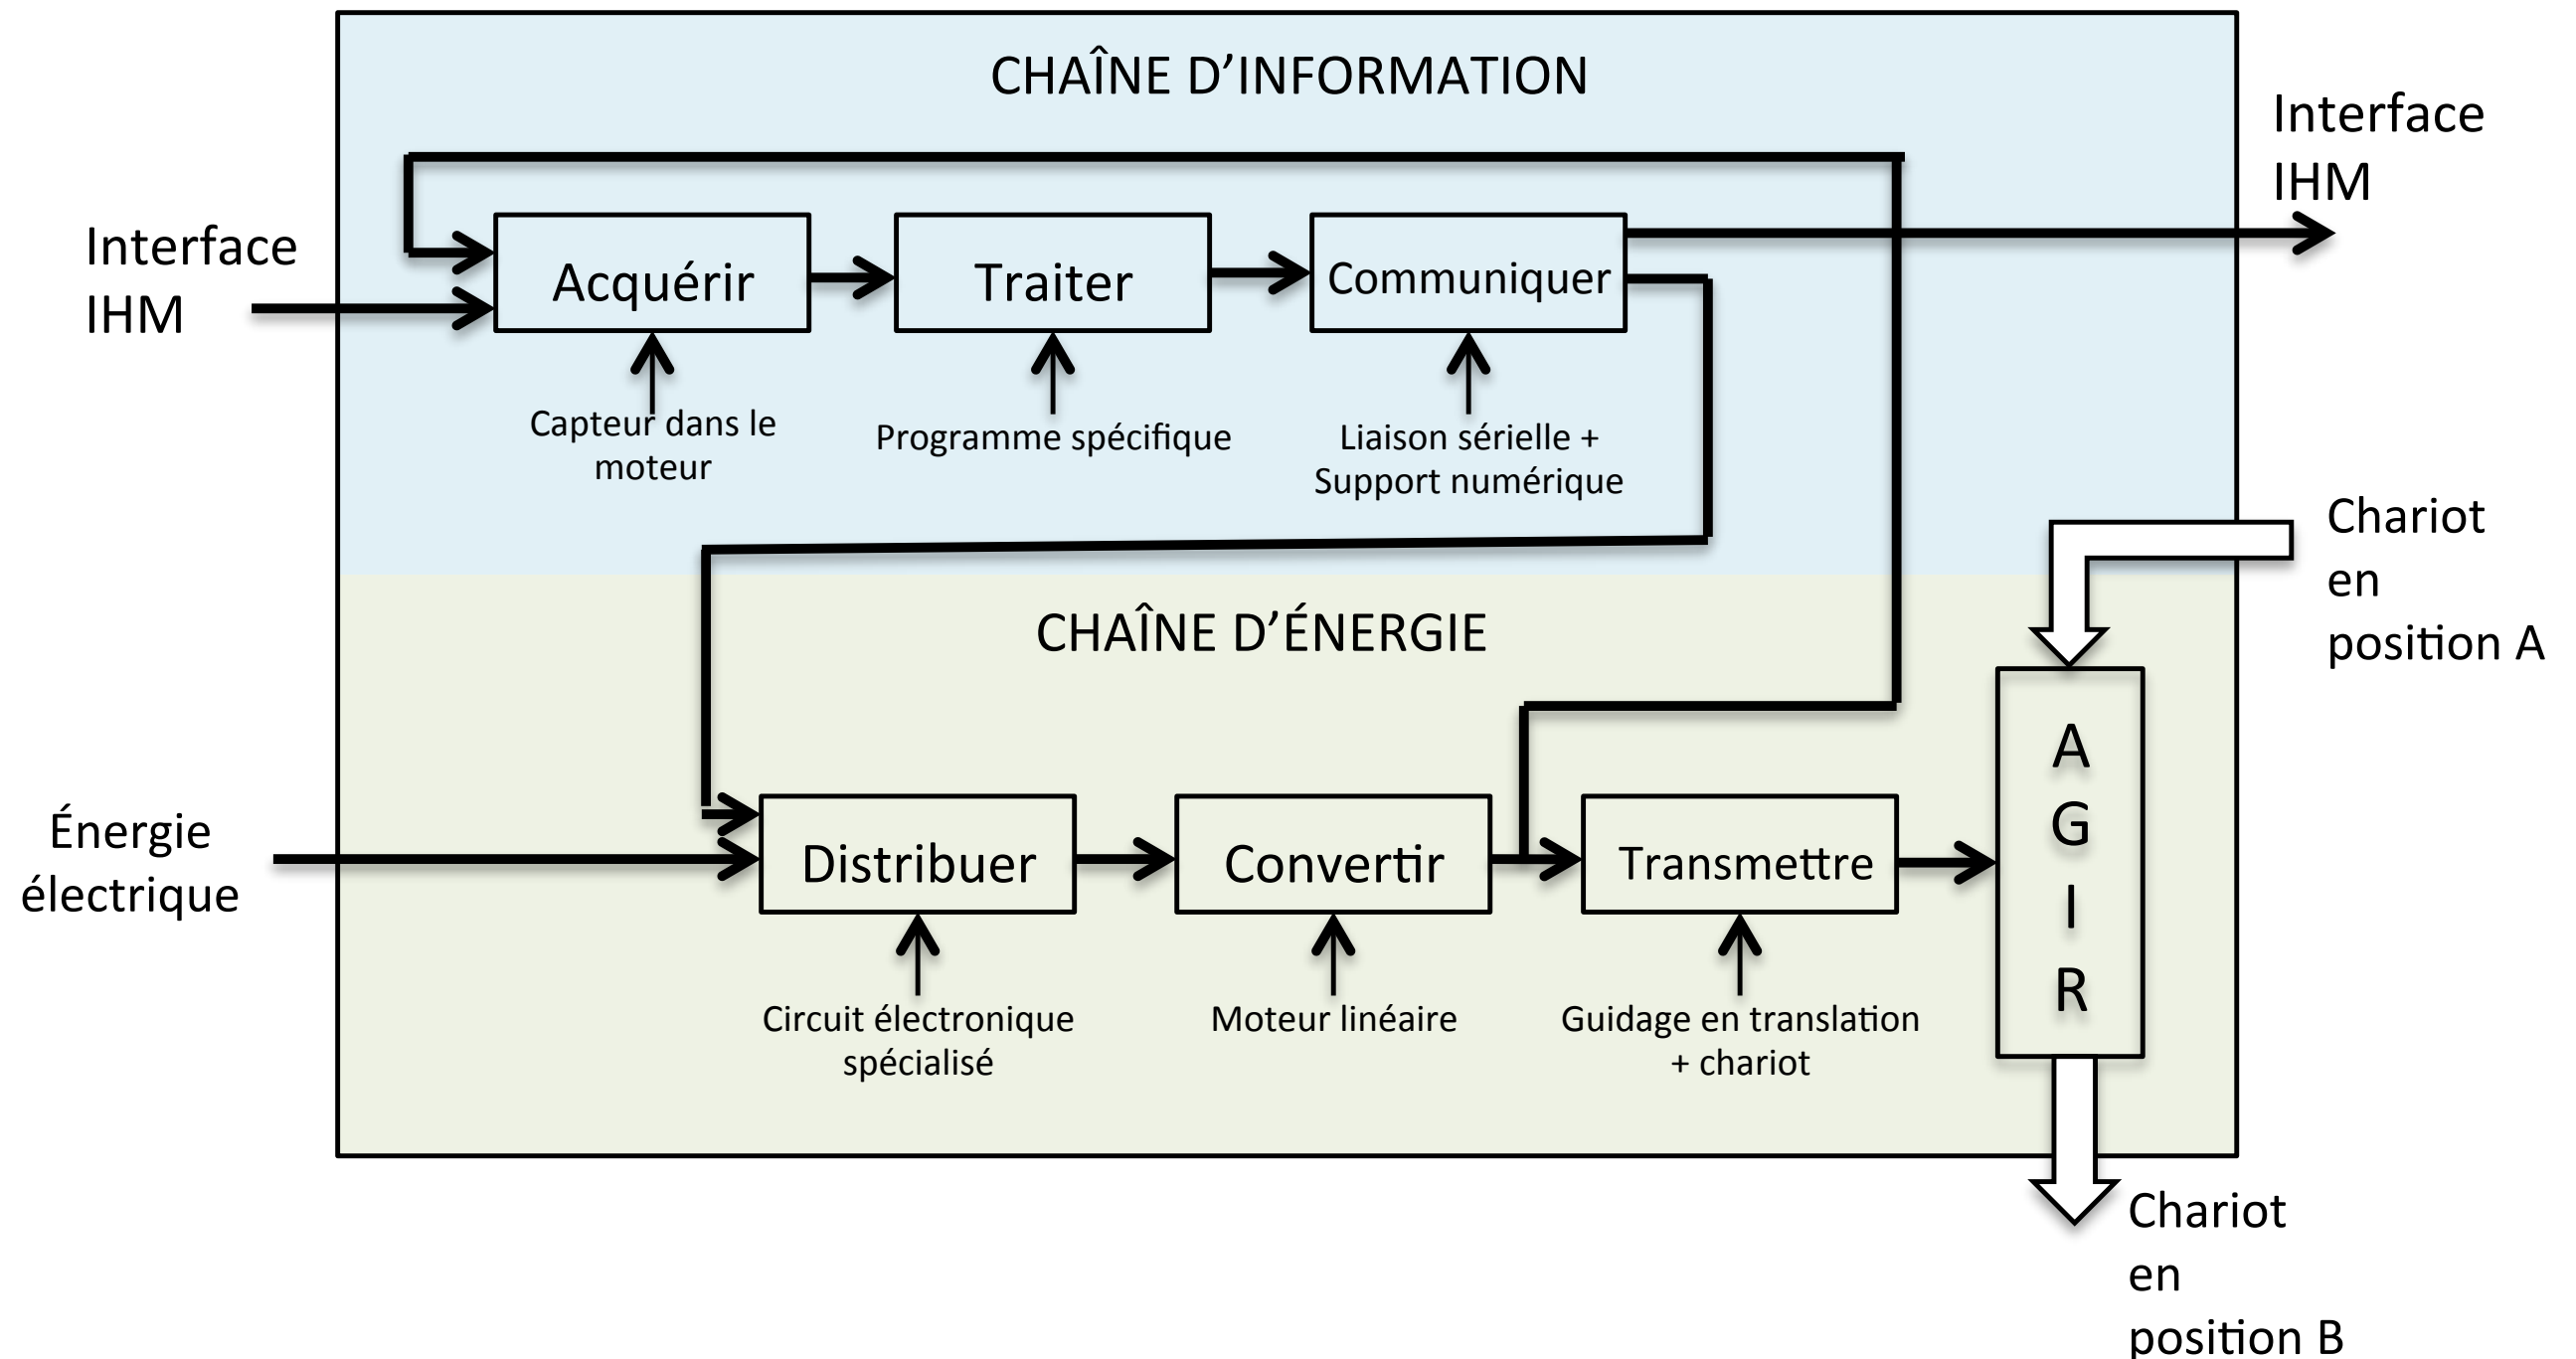 CHAÎNE D’INFORMATION
Interface
IHM
Interface
IHM
Acquérir
Traiter
Communiquer
Capteur dans le
moteur
Programme spécifique
Liaison sérielle +
Support numérique
Chariot
en
position A
CHAÎNE D’ÉNERGIE
A
G
I
R
Énergie
électrique
Distribuer
Convertir
Transmettre
Circuit électronique
spécialisé
Moteur linéaire
Guidage en translation
+ chariot
Chariot
en
position B